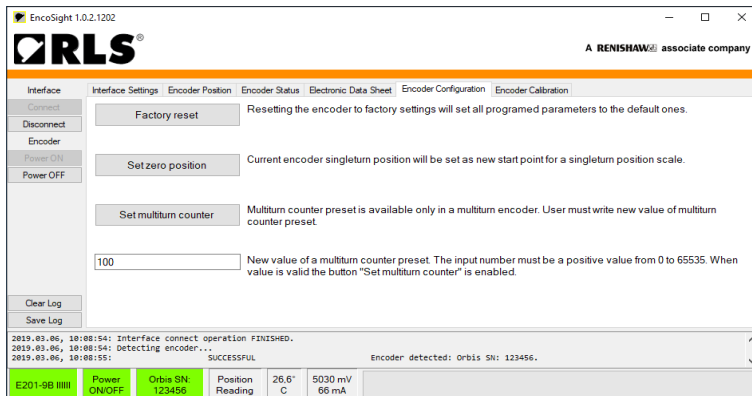 EncoSight 1.0.2.1202
RLS®
A RENISHAW associate company
Interface
Interface Settings Encoder Position Encoder Status Electronic Data Sheet Encoder Configuration Encoder Calibration
Connect
Disconnect
Encoder
Power ON
Power OFF
Factory reset
Resetting the encoder to factory settings will set all programed parameters to the default ones.
Set zero position
Current encoder singleturn position will be set as new start point for a singleturn position scale.
Set multiturn counter
Multiturn counter preset is available only in a multiturn encoder. User must write new value of multiturn
counter preset.
100
New value of a multiturn counter preset. The input number must be a positive value from 0 to 65535. When
value is valid the button "Set multiturn counter" is enabled.
Clear Log
Save Log
2019.03.06, 10:08:54: Interface connect operation FINISHED.
2019.03.06, 10:08:54: Detecting encoder...
2019.03.06, 10:08:55: SUCCESSFUL Encoder detected: Orbis SN: 123456.
E201-9B IIIIII
Power
ON/OFF
Orbis SN:
123456
Position
Reading
26,6°
C
5030 mV
66 mA